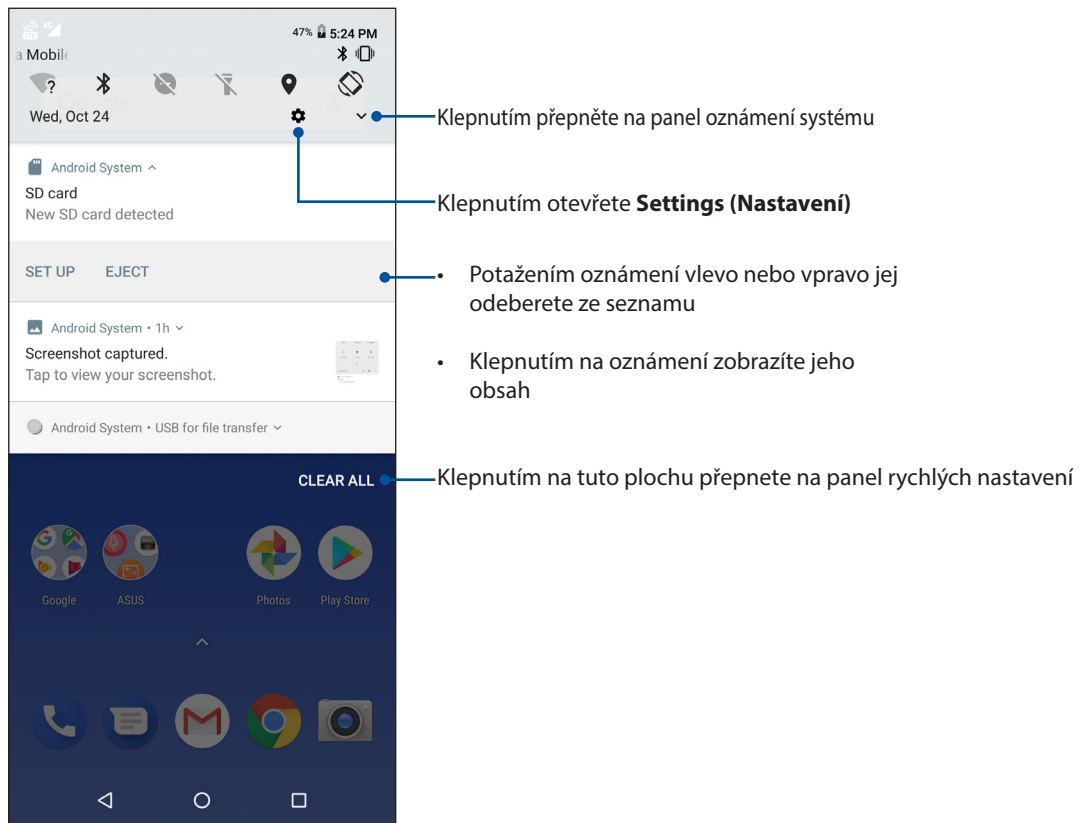 VO)) LTE 4G 47% 5:24 PM
a Mobile
?
Google
Wed, Oct 24
Klepnutím přepněte na panel oznámení systému
Android System
SD card
New SD card detected
Klepnutím otevřete Settings (Nastavení)
SET UP EJECT
• Potažením oznámení vlevo nebo vpravo jej
odeberete ze seznamu
Android System • 1h
Screenshot captured.
Tap to view your screenshot.
• Klepnutím na oznámení zobrazíte jeho
obsah
Android System • USB for file transfer
CLEAR ALL
Klepnutím na tuto plochu přepnete na panel rychlých nastavení
Google ASUS Photos Play Store